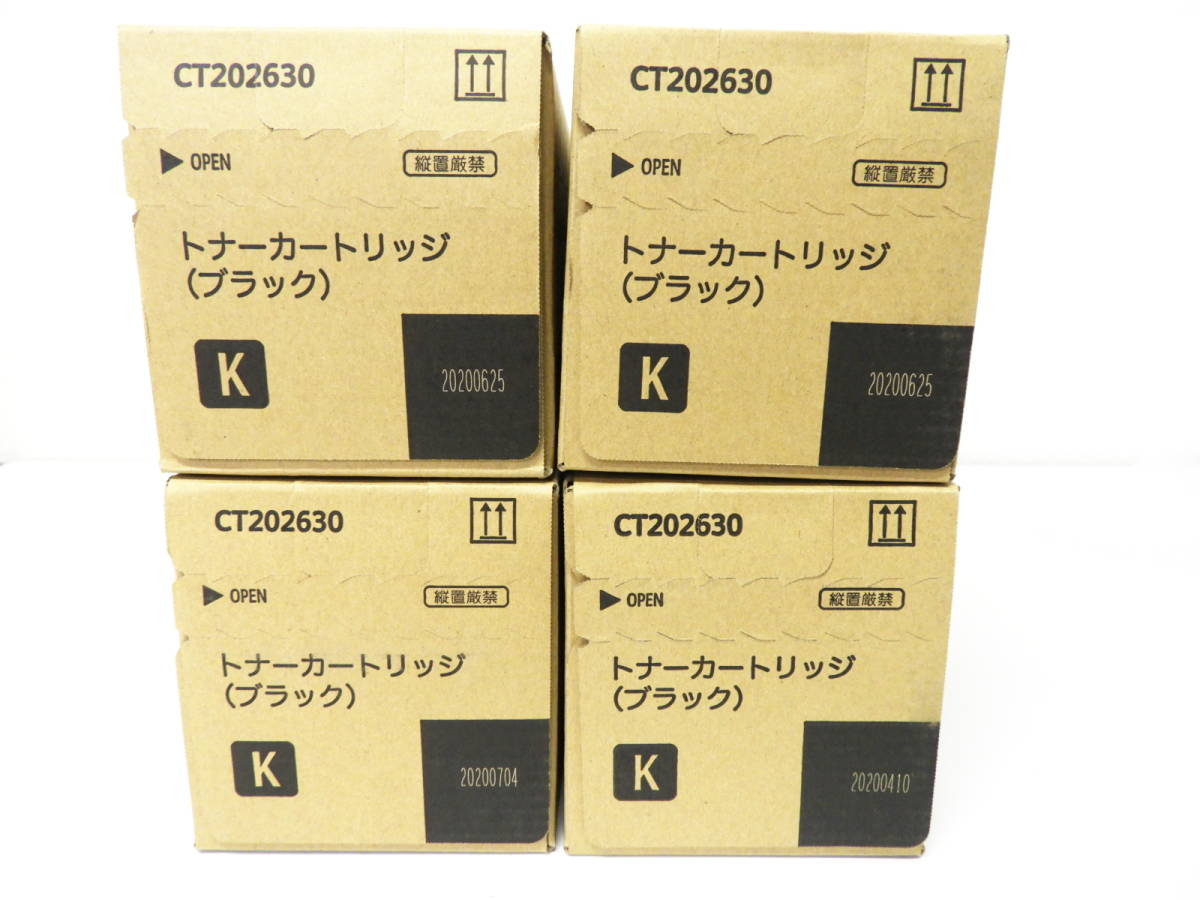 CT202630
OPEN
縦置厳禁
トナーカートリッジ
(ブラック)
K
20200625
CT202630
OPEN
縦置厳禁
トナーカートリッジ
(ブラック)
K
20200625
CT202630
OPEN
縦置厳禁
トナーカートリッジ
(ブラック)
K
20200704
CT202630
OPEN
縦置厳禁
トナーカートリッジ
(ブラック)
K
20200410